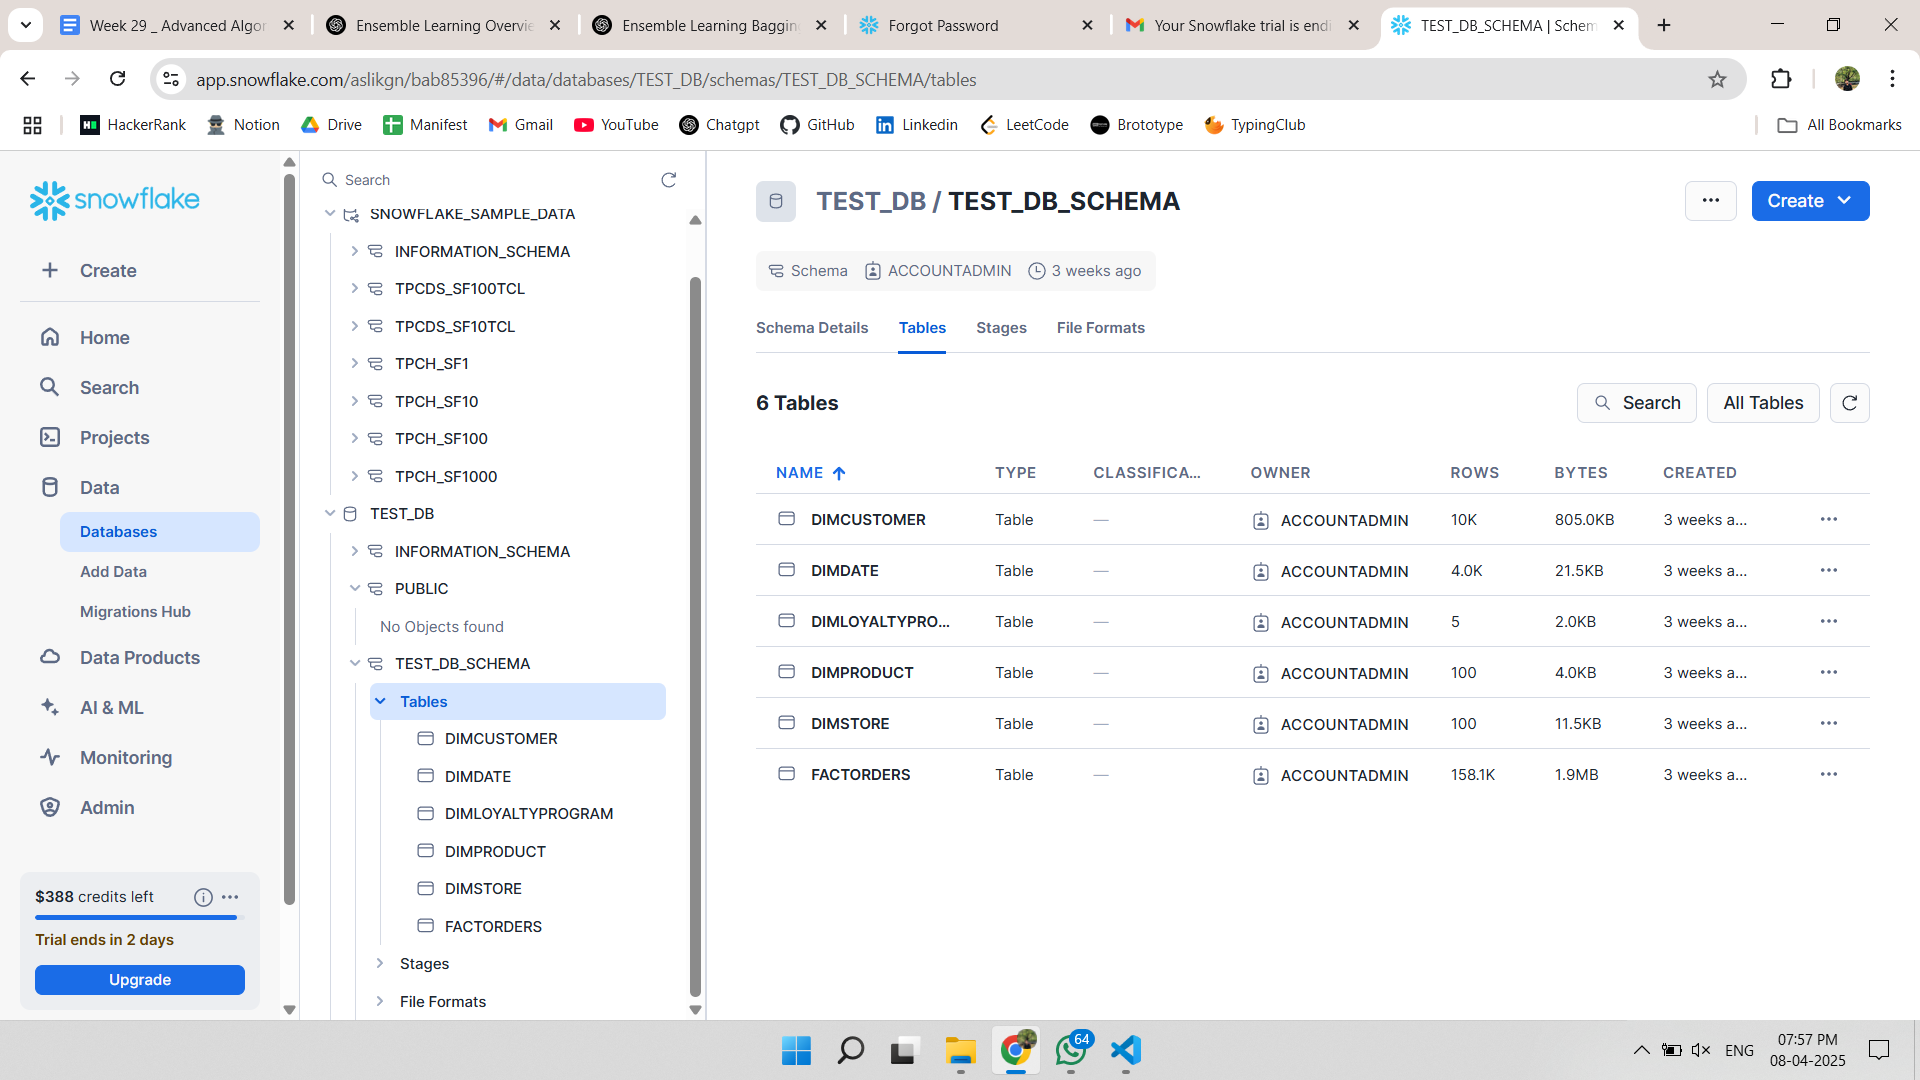 Week 29 _ Advanced Algor
Ensemble Learning Overvie
Ensemble Learning Bagging
Forgot Password
Your Snowflake trial is endi
TEST_DB_SCHEMA | Schem
app.snowflake.com/aslikgn/bab85396/#/data/databases/TEST_DB/schemas/TEST_DB_SCHEMA/tables
HackerRank
Notion
Drive
Manifest
Gmail
YouTube
Chatgpt
GitHub
Linkedin
LeetCode
Brototype
TypingClub
All Bookmarks
snowflake
Create
Home
Search
Projects
Data
Databases
Add Data
Migrations Hub
Data Products
AI & ML
Monitoring
Admin
$388 credits left
Trial ends in 2 days
Upgrade
Search
SNOWFLAKE_SAMPLE_DATA
INFORMATION_SCHEMA
TPCDS_SF100TCL
TPCDS_SF10TCL
TPCH_SF1
TPCH_SF10
TPCH_SF100
TPCH_SF1000
TEST_DB
INFORMATION_SCHEMA
PUBLIC
No Objects found
TEST_DB_SCHEMA
Tables
DIMCUSTOMER
DIMDATE
DIMLOYALTYPROGRAM
DIMPRODUCT
DIMSTORE
FACTORDERS
Stages
File Formats
TEST_DB / TEST_DB_SCHEMA
Create
Schema ACCOUNTADMIN 3 weeks ago
Schema Details Tables Stages File Formats
6 Tables
Search
All Tables
NAME TYPE CLASSIFICA... OWNER ROWS BYTES CREATED
DIMCUSTOMER Table — ACCOUNTADMIN 10K 805.0KB 3 weeks a...
DIMDATE Table — ACCOUNTADMIN 4.0K 21.5KB 3 weeks a...
DIMLOYALTYPRO... Table — ACCOUNTADMIN 5 2.0KB 3 weeks a...
DIMPRODUCT Table — ACCOUNTADMIN 100 4.0KB 3 weeks a...
DIMSTORE Table — ACCOUNTADMIN 100 11.5KB 3 weeks a...
FACTORDERS Table — ACCOUNTADMIN 158.1K 1.9MB 3 weeks a...
64
ENG
07:57 PM
08-04-2025